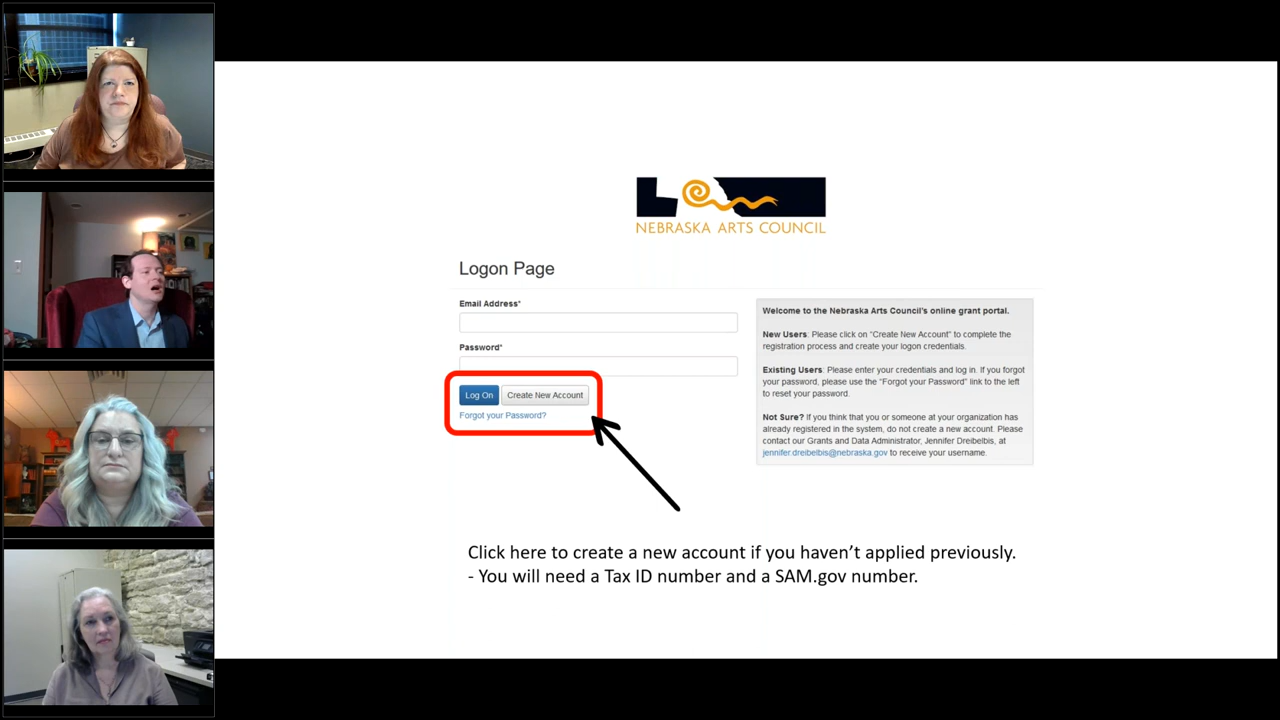 NEBRASKA ARTS COUNCIL
Logon Page
Email Address*
Password*
Log On
Create New Account
Forgot your Password?
Welcome to the Nebraska Arts Council's online grant portal.
New Users: Please click on "Create New Account" to complete the
registration process and create your logon credentials.
Existing Users: Please enter your credentials and log in. If you forgot
your password, please use the "Forgot your Password" link to the left
to reset your password.
Not Sure? If you think that you or someone at your organization has
already registered in the system, do not create a new account. Please
contact our Grants and Data Administrator, Jennifer Dreibelbis, at
jennifer.dreibelbis@nebraska.gov to receive your username.
Click here to create a new account if you haven't applied previously.
- You will need a Tax ID number and a SAM.gov number.